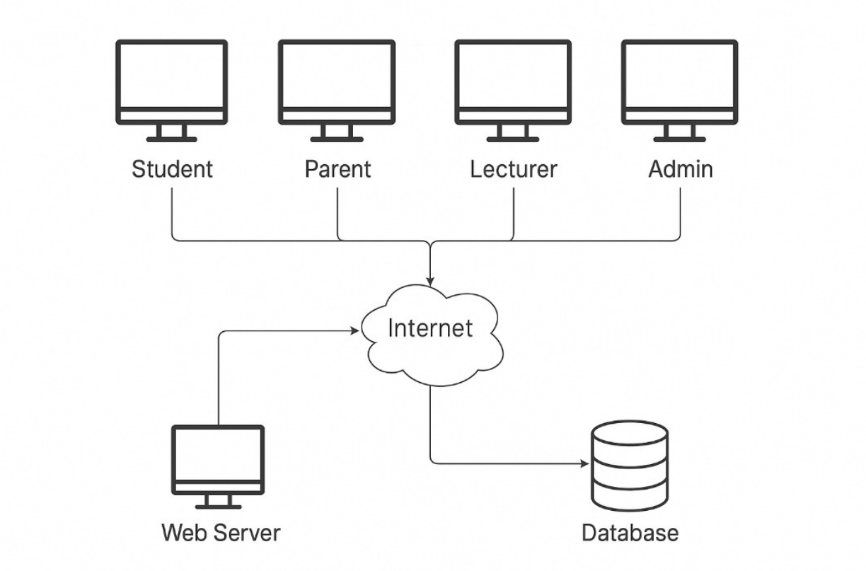 Student
Parent
Lecturer
Admin
Internet
Web Server
Database